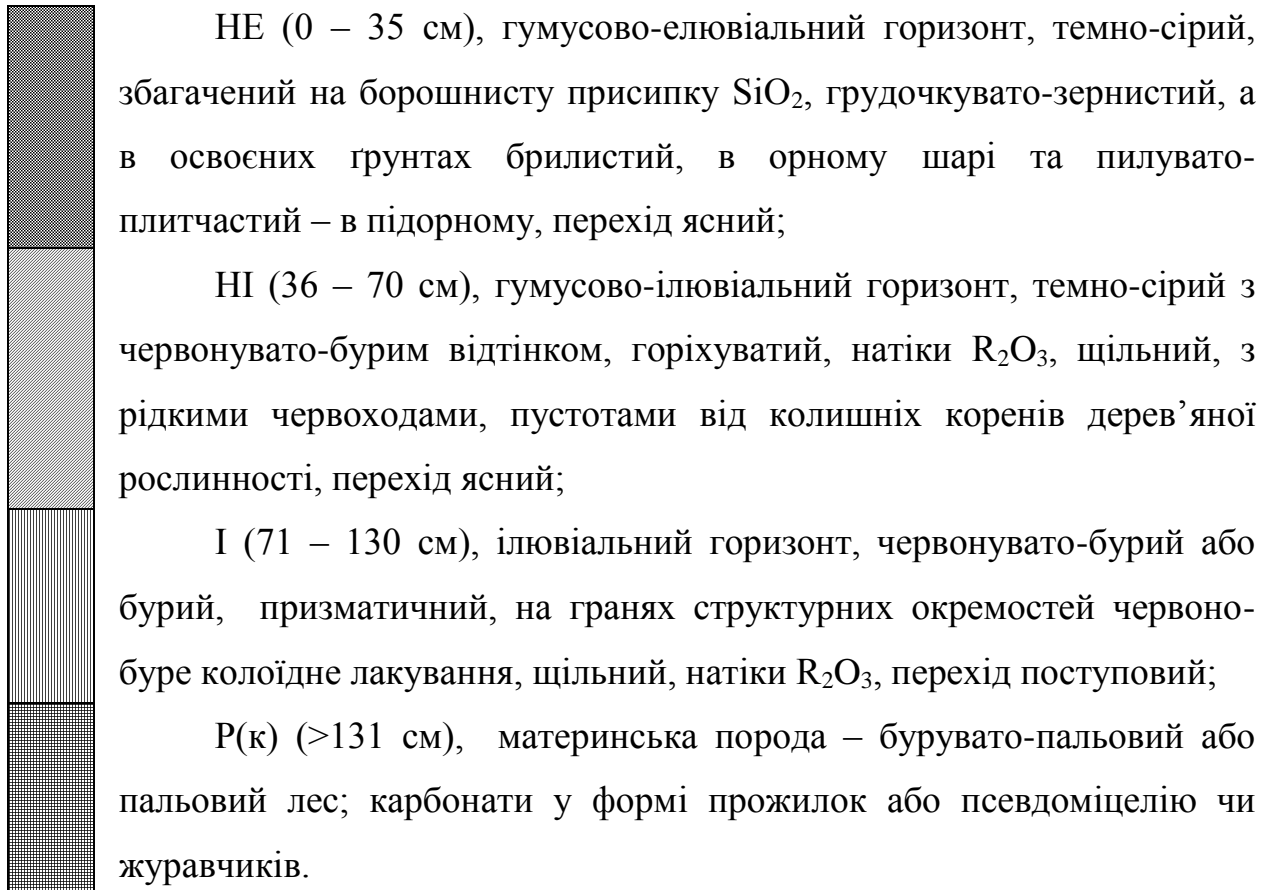 НЕ (0 – 35 см), гумусово-елювіальний горизонт, темно-сірий,
збагачений на борошнисту присипку SiO₂, грудочкувато-зернистий, а
в освоєних ґрунтах брилистий, в орному шарі та пилувато-
плитчастий – в підорному, перехід ясний;
НІ (36 – 70 см), гумусово-ілювіальний горизонт, темно-сірий з
червонувато-бурим відтінком, горіхуватий, натіки R₂O₃, щільний, з
рідкими червоходами, пустотами від колишніх коренів дерев’яної
рослинності, перехід ясний;
І (71 – 130 см), ілювіальний горизонт, червонувато-бурий або
бурий, призматичний, на гранях структурних окремостей червоно-
буре колоїдне лакування, щільний, натіки R₂O₃, перехід поступовий;
Р(к) (>131 см), материнська порода – бурувато-пальовий або
пальовий лес; карбонати у формі прожилок або псевдоміцелію чи
журавчиків.